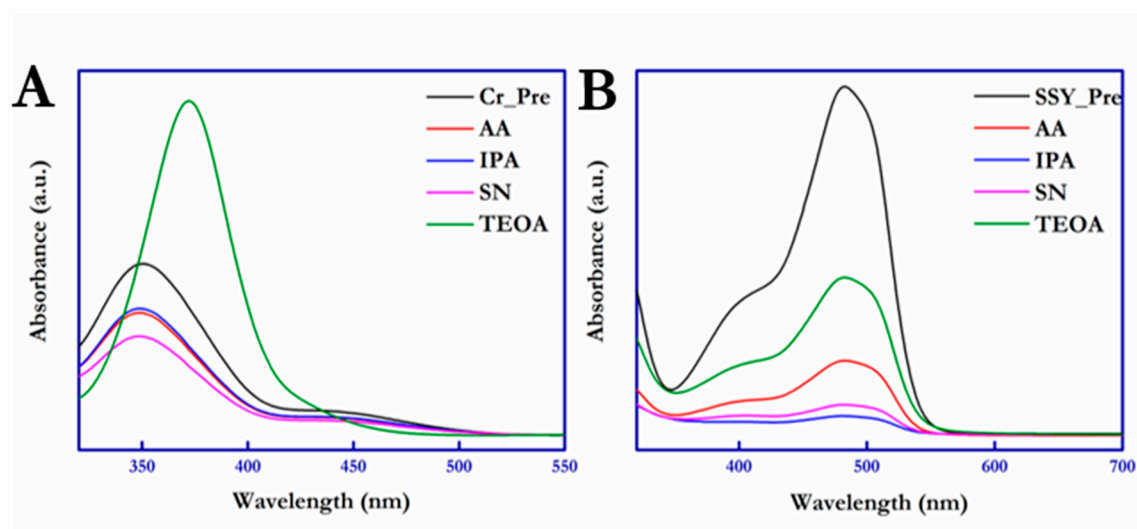 A
Cr_Pre
AA
IPA
SN
TEOA
Absorbance (a.u.)
350 400 450 500 550
Wavelength (nm)
B
SSY_Pre
AA
IPA
SN
TEOA
Absorbance (a.u.)
400 500 600 700
Wavelength (nm)